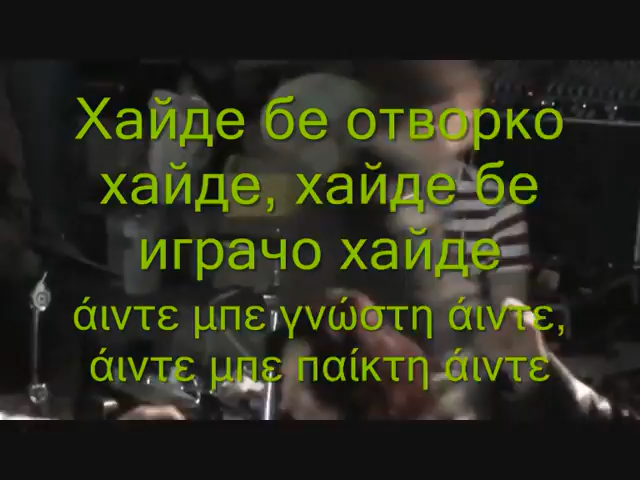 Хайде бе отворко
хайде, хайде бе
играчо хайде
άιντε μπε γνώστη άιντε,
άιντε μπε παίκτη άιντε